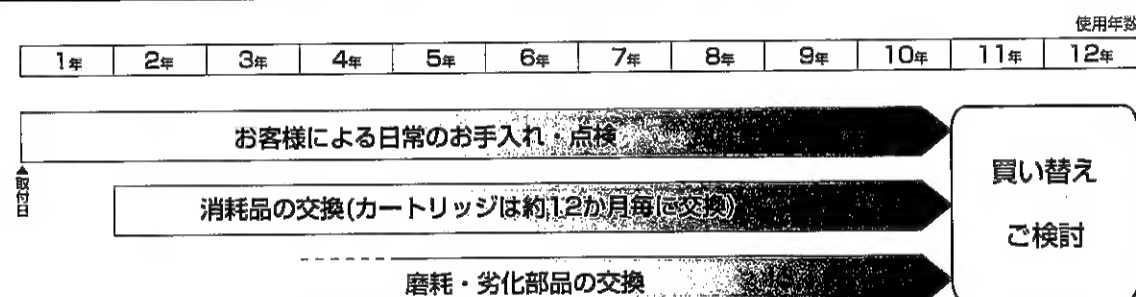 使用年数
1年 2年 3年 4年 5年 6年 7年 8年 9年 10年 11年 12年
お客様による日常のお手入れ・点検
▲取付日
消耗品の交換(カートリッジは約12か月毎に交換)
磨耗・劣化部品の交換
買い替え
ご検討